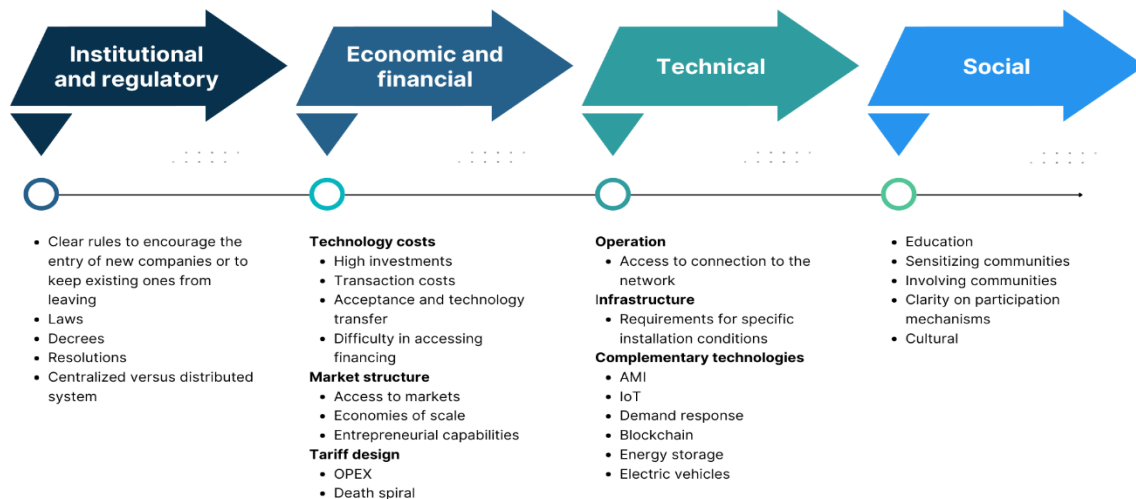 Institutional
and regulatory
Economic and
financial
Technical
Social
• Clear rules to encourage the
entry of new companies or to
keep existing ones from
leaving
• Laws
• Decrees
• Resolutions
• Centralized versus distributed
system
Technology costs
• High investments
• Transaction costs
• Acceptance and technology
transfer
• Difficulty in accessing
financing
Market structure
• Access to markets
• Economies of scale
• Entrepreneurial capabilities
Tariff design
• OPEX
• Death spiral
Operation
• Access to connection to the
network
Infrastructure
• Requirements for specific
installation conditions
Complementary technologies
• AMI
• IoT
• Demand response
• Blockchain
• Energy storage
• Electric vehicles
• Education
• Sensitizing communities
• Involving communities
• Clarity on participation
mechanisms
• Cultural